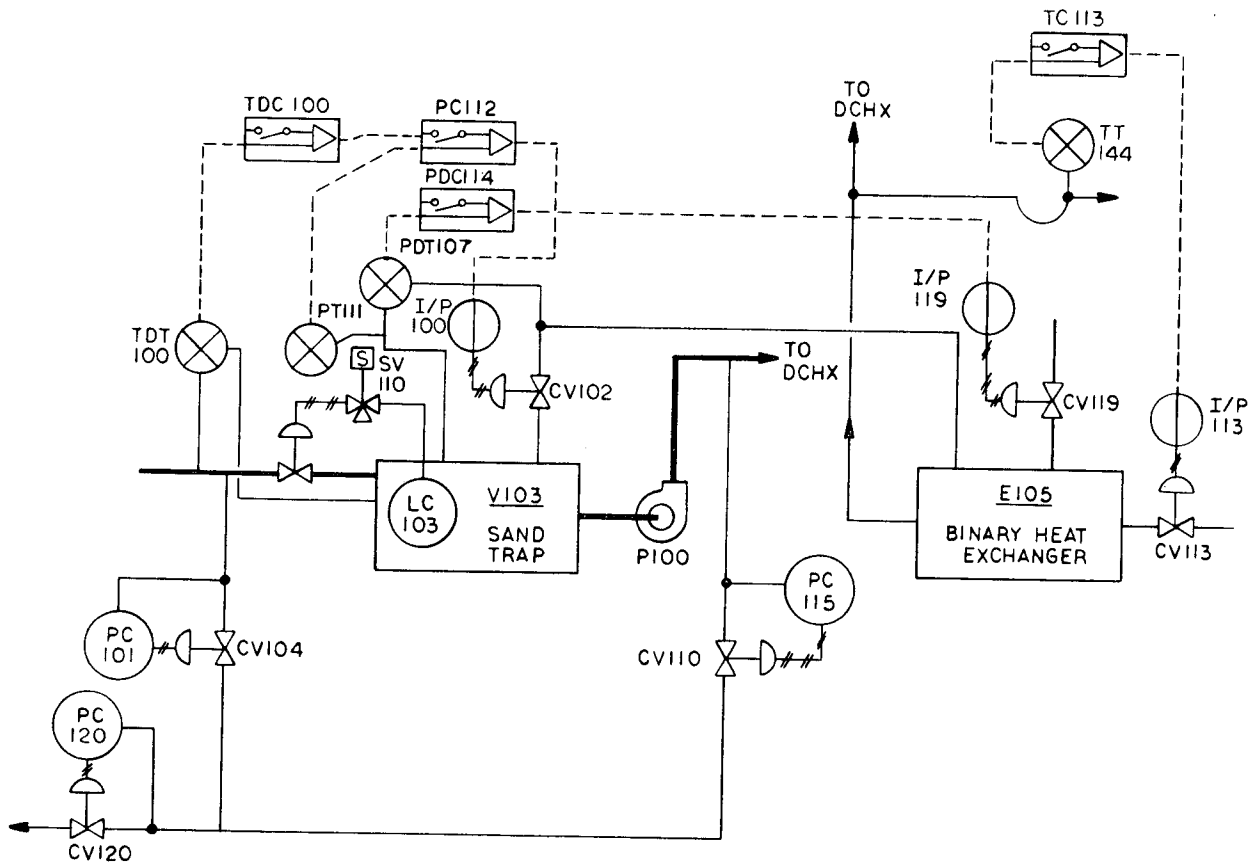 TC 113
TO
DCHX
TDC 100
PC112
TT
144
PDC114
PDT107
I/P
119
PT111
I/P
100
TDT
100
S
SV
110
TO
DCHX
CV102
CV119
I/P
113
LC
103
V103
SAND
TRAP
P100
E105
BINARY HEAT
EXCHANGER
CV113
PC
101
CV104
PC
115
CV110
PC
120
CV120